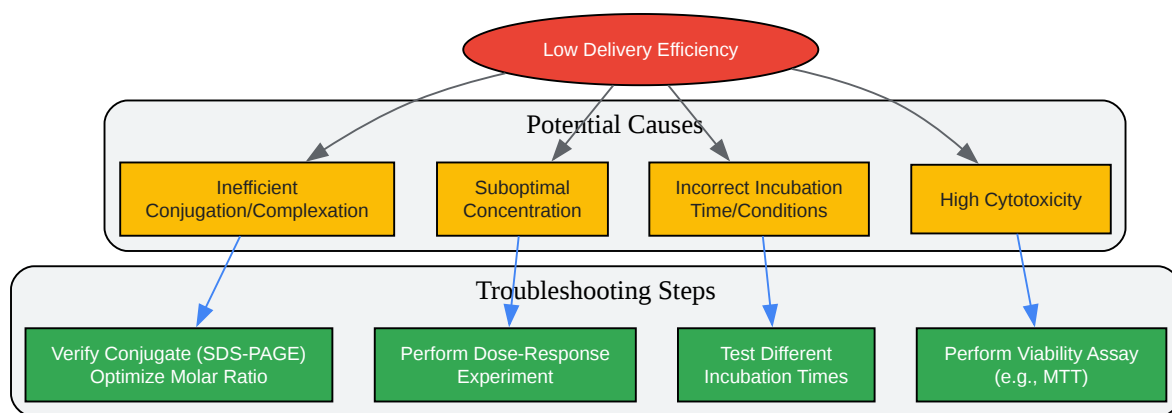 Low Delivery Efficiency
Potential Causes
Inefficient
Conjugation/Complexation
Suboptimal
Concentration
Incorrect Incubation
Time/Conditions
High Cytotoxicity
Troubleshooting Steps
Verify Conjugate (SDS-PAGE)
Optimize Molar Ratio
Perform Dose-Response
Experiment
Test Different
Incubation Times
Perform Viability Assay
(e.g., MTT)